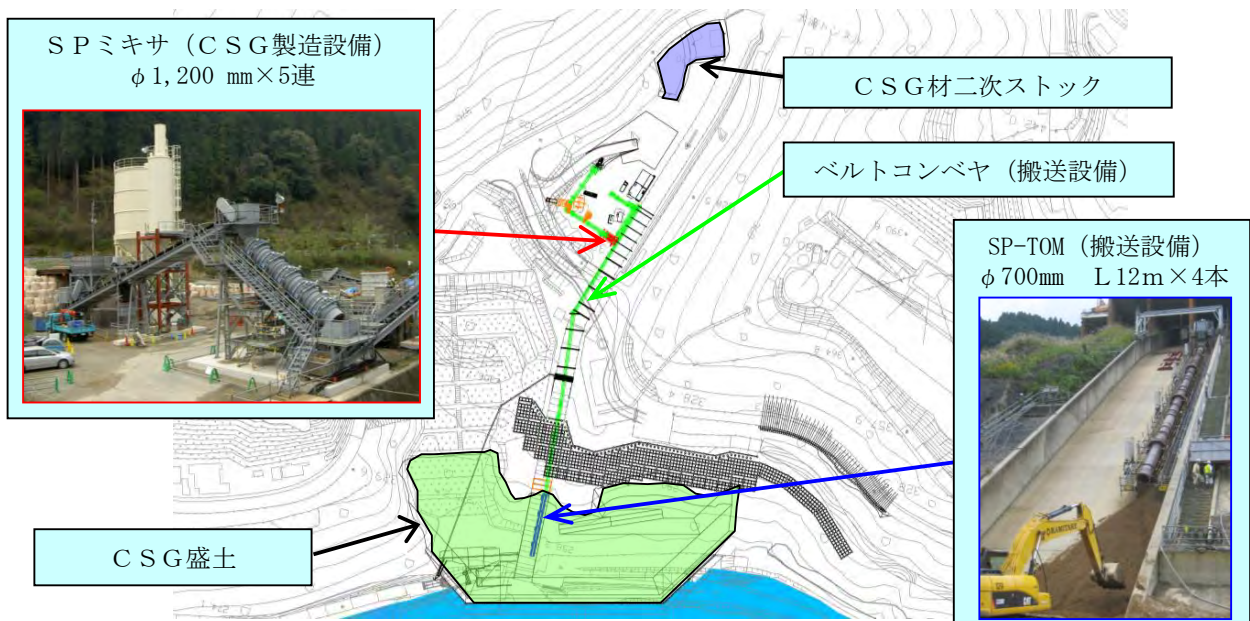 ＳＰミキサ（ＣＳＧ製造設備）
φ1,200 mm×5連
ＣＳＧ材二次ストック
ベルトコンベヤ（搬送設備）
SP-TOM（搬送設備）
φ700mm　Ｌ12ｍ×4本
ＣＳＧ盛土